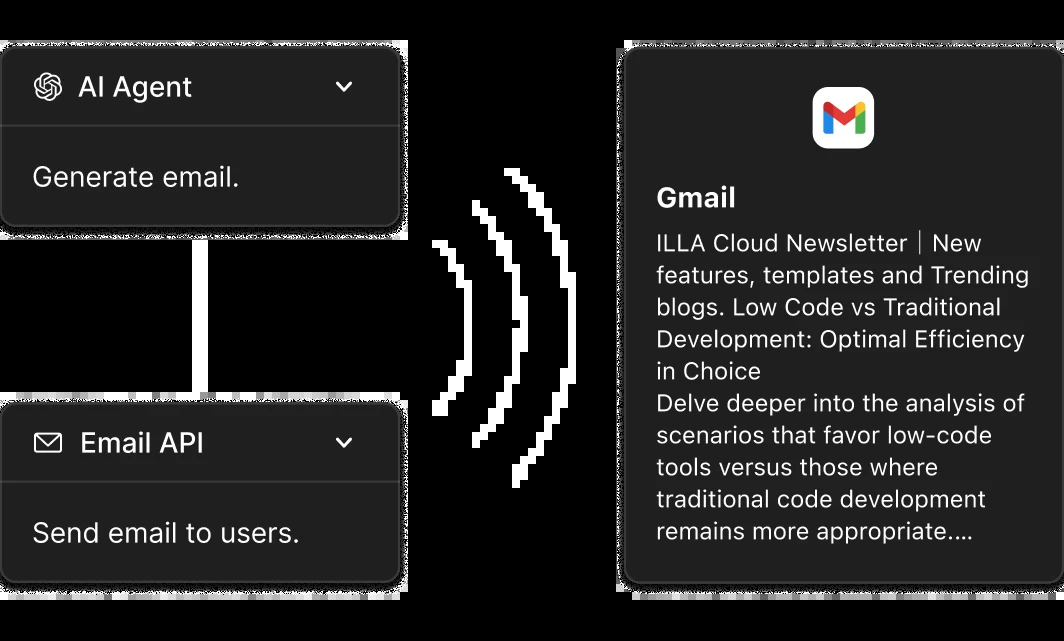 AI Agent
Generate email.
Email API
Send email to users.
Gmail
ILLA Cloud Newsletter｜New
features, templates and Trending
blogs. Low Code vs Traditional
Development: Optimal Efficiency
in Choice
Delve deeper into the analysis of
scenarios that favor low-code
tools versus those where
traditional code development
remains more appropriate....